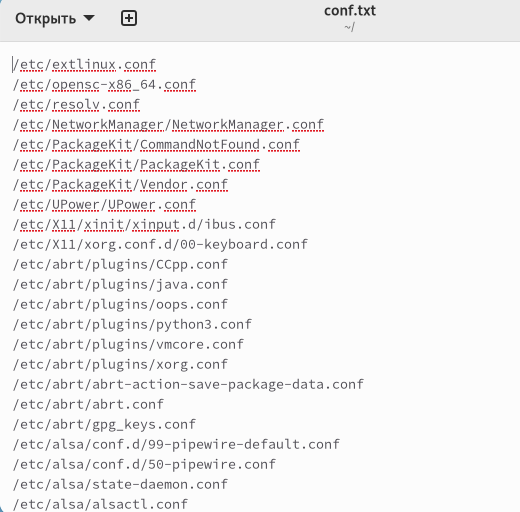 Открыть
conf.txt
~/
/etc/extlinux.conf
/etc/opensc-x86_64.conf
/etc/resolv.conf
/etc/NetworkManager/NetworkManager.conf
/etc/PackageKit/CommandNotFound.conf
/etc/PackageKit/PackageKit.conf
/etc/PackageKit/Vendor.conf
/etc/UPower/UPower.conf
/etc/X11/xinit/xinput.d/ibus.conf
/etc/X11/xorg.conf.d/00-keyboard.conf
/etc/abrt/plugins/CCpp.conf
/etc/abrt/plugins/java.conf
/etc/abrt/plugins/oops.conf
/etc/abrt/plugins/python3.conf
/etc/abrt/plugins/vmcore.conf
/etc/abrt/plugins/xorg.conf
/etc/abrt/abrt-action-save-package-data.conf
/etc/abrt/abrt.conf
/etc/abrt/gpg_keys.conf
/etc/alsa/conf.d/99-pipewire-default.conf
/etc/alsa/conf.d/50-pipewire.conf
/etc/alsa/state-daemon.conf
/etc/alsa/alsactl.conf